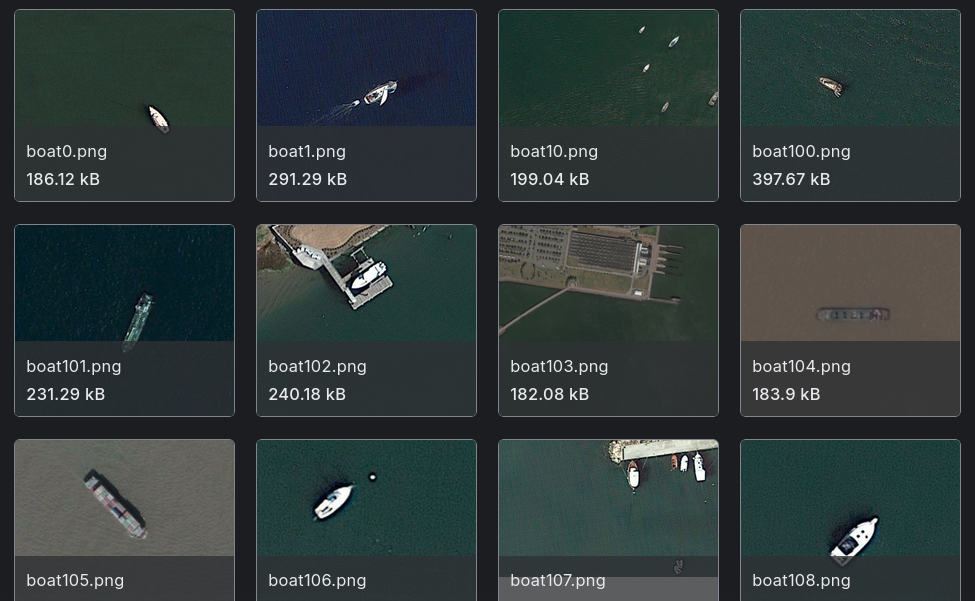 boat0.png
186.12 kB
boat1.png
291.29 kB
boat10.png
199.04 kB
boat100.png
397.67 kB
boat101.png
231.29 kB
boat102.png
240.18 kB
boat103.png
182.08 kB
boat104.png
183.9 kB
boat105.png
boat106.png
boat107.png
boat108.png